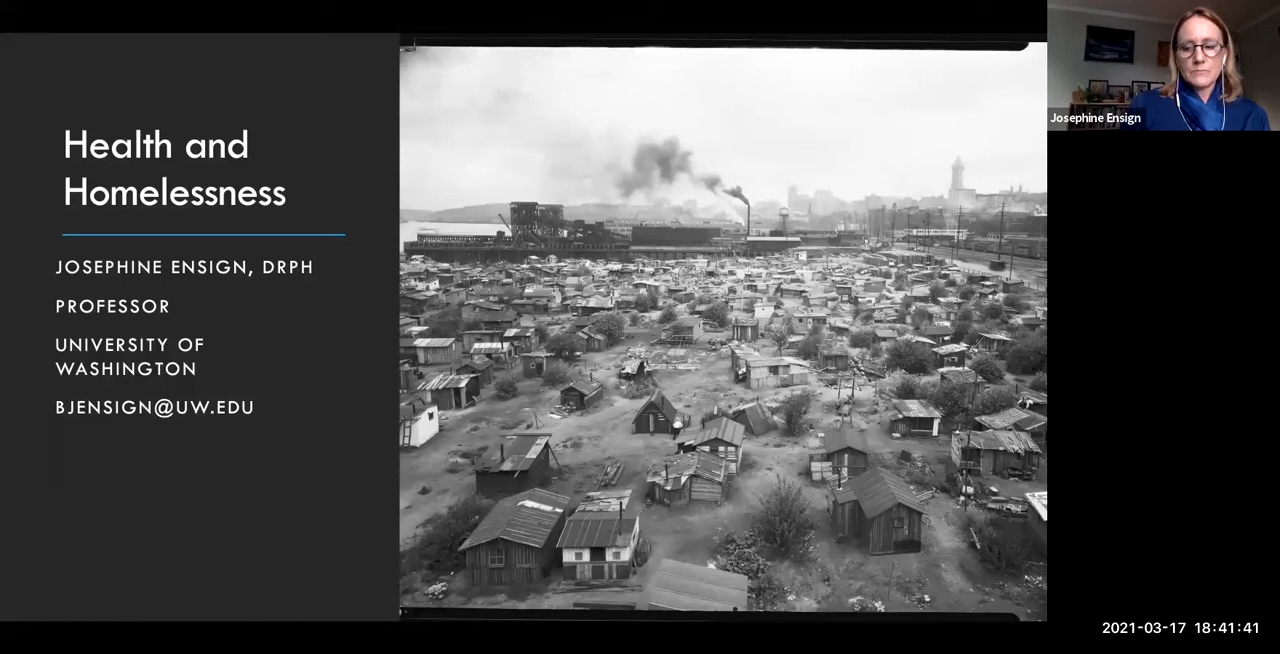 Health and
Homelessness
JOSEPHINE ENSIGN, DRPH
PROFESSOR
UNIVERSITY OF
WASHINGTON
BJENSIGN@UW.EDU
Josephine Ensign
2021-03-17 18:41:41